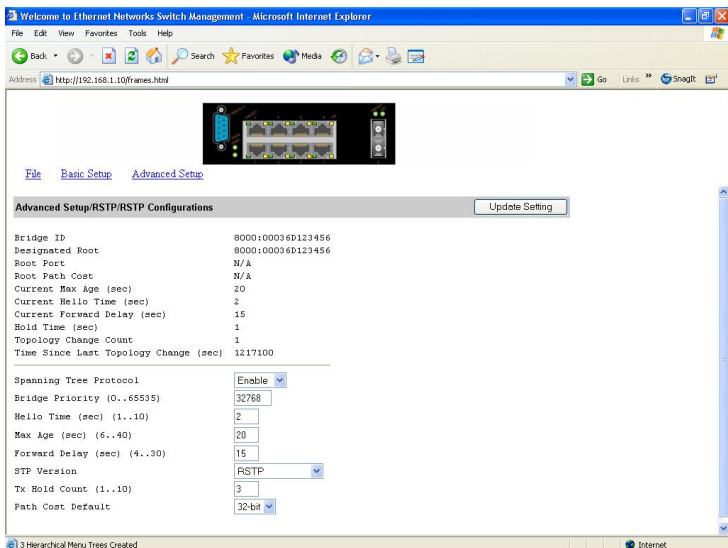 Welcome to Ethernet Networks Switch Management - Microsoft Internet Explorer
File Edit View Favorites Tools Help
Back Search Favorites Media
Address http://192.168.1.10/frames.html Go Links » SnagIt
File Basic Setup Advanced Setup
Advanced Setup/RSTP/RSTP Configurations Update Setting
Bridge ID 8000:00036D123456
Designated Root 8000:00036D123456
Root Port N/A
Root Path Cost N/A
Current Max Age (sec) 20
Current Hello Time (sec) 2
Current Forward Delay (sec) 15
Hold Time (sec) 1
Topology Change Count 1
Time Since Last Topology Change (sec) 1217100
Spanning Tree Protocol Enable
Bridge Priority (0..65535) 32768
Hello Time (sec) (1..10) 2
Max Age (sec) (6..40) 20
Forward Delay (sec) (4..30) 15
STP Version RSTP
Tx Hold Count (1..10) 3
Path Cost Default 32-bit
3 Hierarchical Menu Trees Created Internet